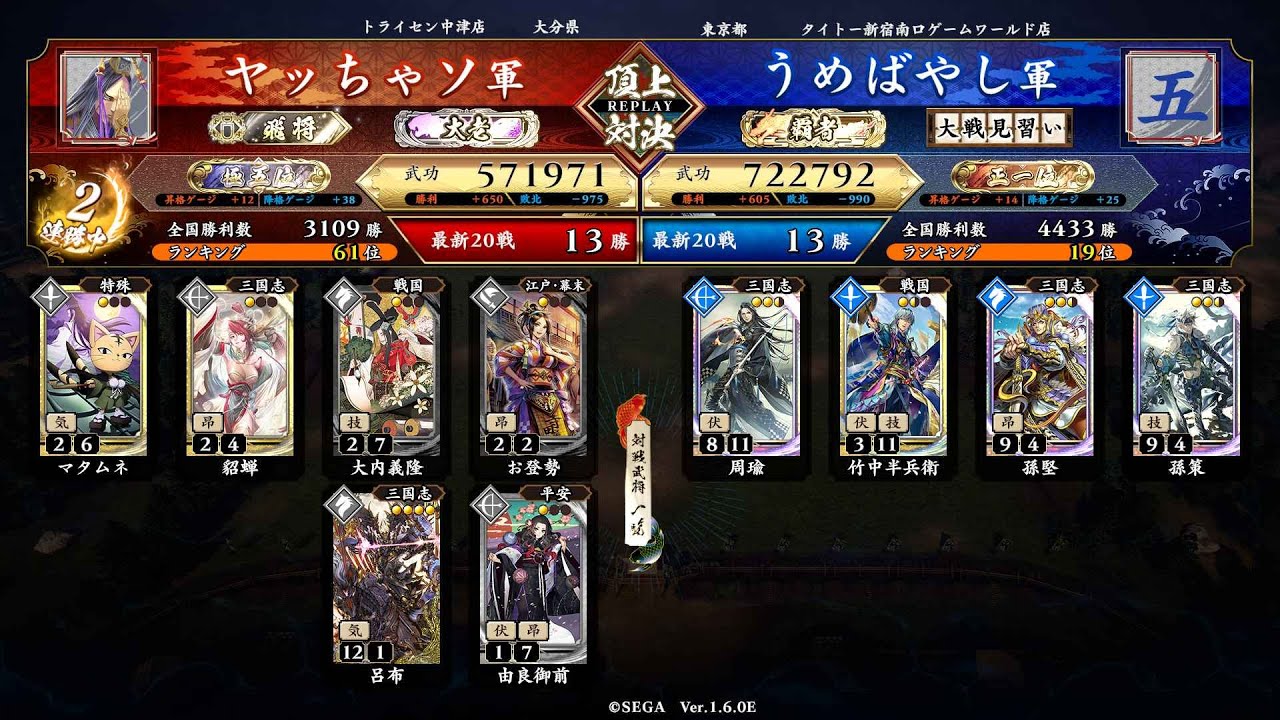 トライセン中津店 大分県
東京都 タイトー新宿南口ゲームワールド店
ヤッちゃソ軍
頂上
REPLAY
対決
うめばやし軍
五
飛将
大老
覇者
大戦見習い
2
連勝中
武功 571971
勝利 +650 敗北 -975
昇格ゲージ +12 降格ゲージ +38
武功 722792
勝利 +605 敗北 -990
正一位
昇格ゲージ +14 降格ゲージ +25
全国勝利数 3109勝
ランキング 61位
最新20戦 13勝
最新20戦 13勝
全国勝利数 4433勝
ランキング 19位
特殊
気
2 6
マタムネ
三国志
昂
2 4
貂蝉
戦国
技
2 7
大内義隆
江戸・幕末
昂
2 2
お登勢
三国志
伏
8 11
周瑜
戦国
伏 技
3 11
竹中半兵衛
三国志
昂
9 4
孫堅
三国志
技
9 4
孫策
対戦武将一覧
三国志
気
12 1
呂布
平安
伏 昂
1 7
由良御前
©SEGA Ver.1.6.0E